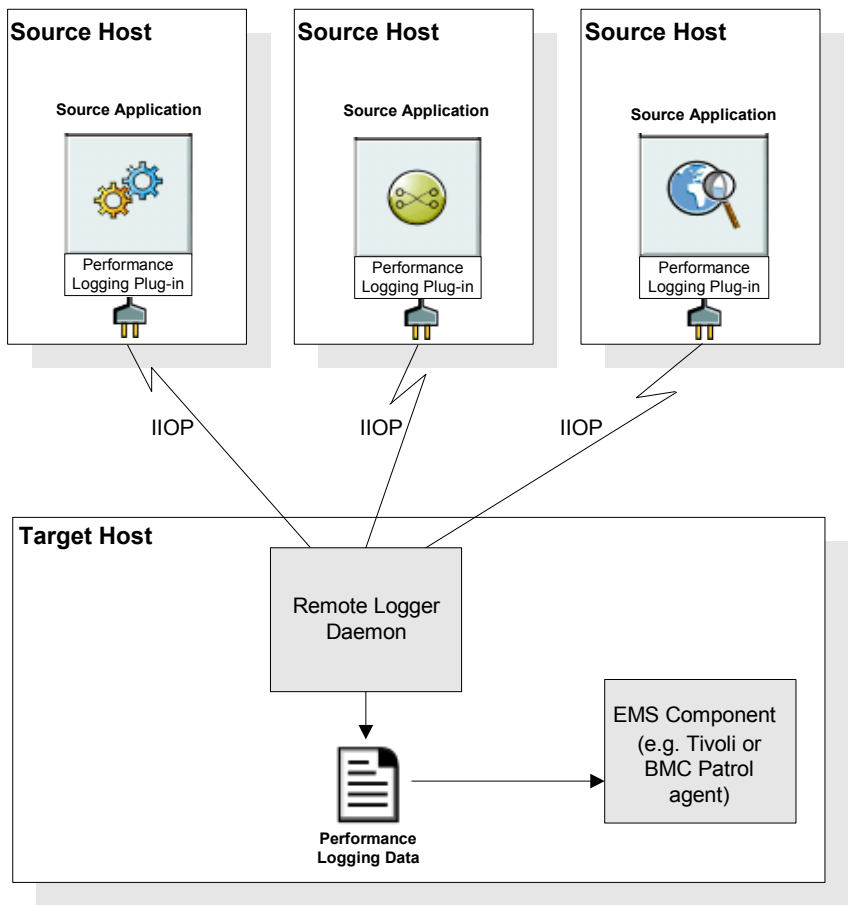 Source Host
Source Application
Performance
Logging Plug-in
Source Host
Source Application
Performance
Logging Plug-in
Source Host
Source Application
Performance
Logging Plug-in
IIOP
IIOP
IIOP
Target Host
Remote Logger
Daemon
Performance
Logging Data
EMS Component
(e.g. Tivoli or
BMC Patrol
agent)